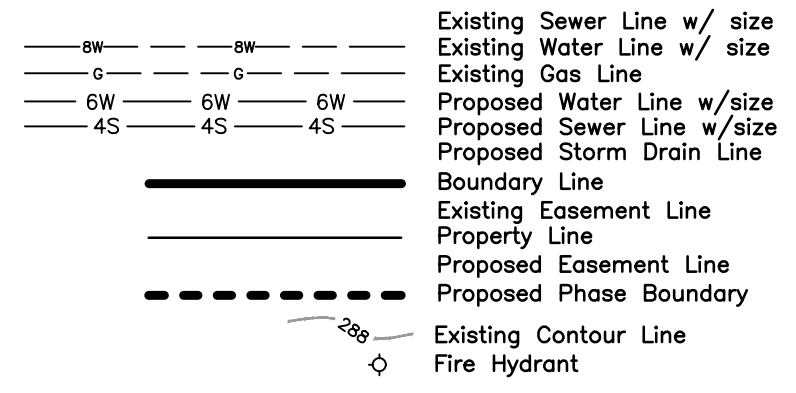 Existing Sewer Line w/ size
8W 8W Existing Water Line w/ size
G G Existing Gas Line
6W 6W 6W Proposed Water Line w/size
4S 4S 4S Proposed Sewer Line w/size
Proposed Storm Drain Line
Boundary Line
Existing Easement Line
Property Line
Proposed Easement Line
Proposed Phase Boundary
288 Existing Contour Line
Fire Hydrant